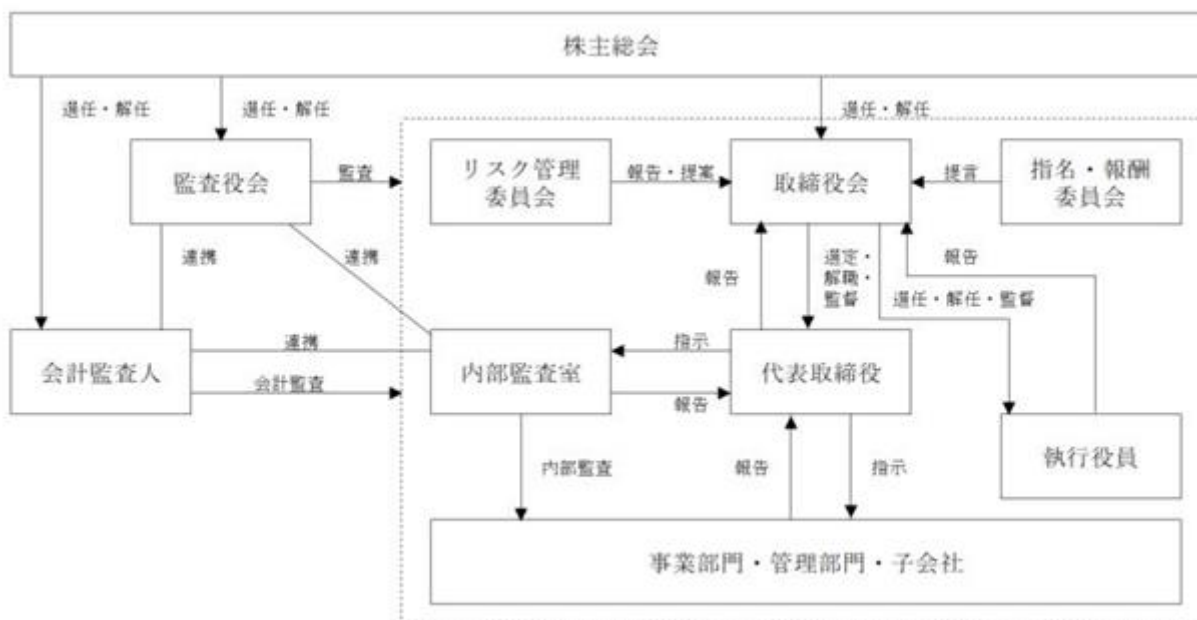 株主総会
選任・解任
選任・解任
選任・解任
監査役会
監査
リスク管理
委員会
報告・提案
取締役会
提言
指名・報酬
委員会
連携
連携
報告
選定・
解職・
監督
選任・解任・監督
報告
会計監査人
連携
会計監査
内部監査室
指示
報告
代表取締役
執行役員
内部監査
報告
指示
事業部門・管理部門・子会社